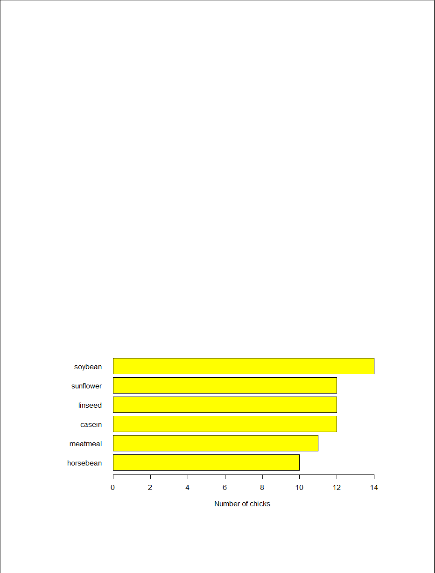 soybean
sunflower
linseed
casein
meatmeal
horsebean
0 2 4 6 8 10 12 14
Number of chicks